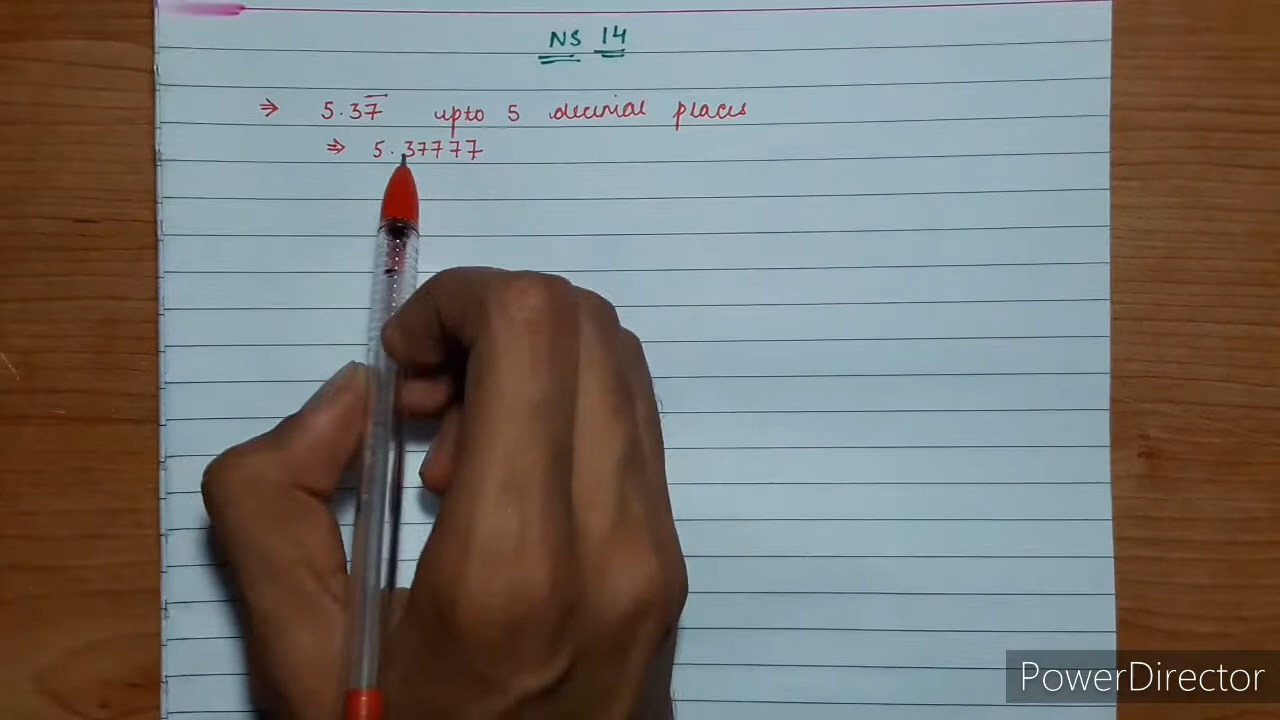 NS 14
⇒ 5.37̅ upto 5 decimal places
⇒ 5.37777
PowerDirector